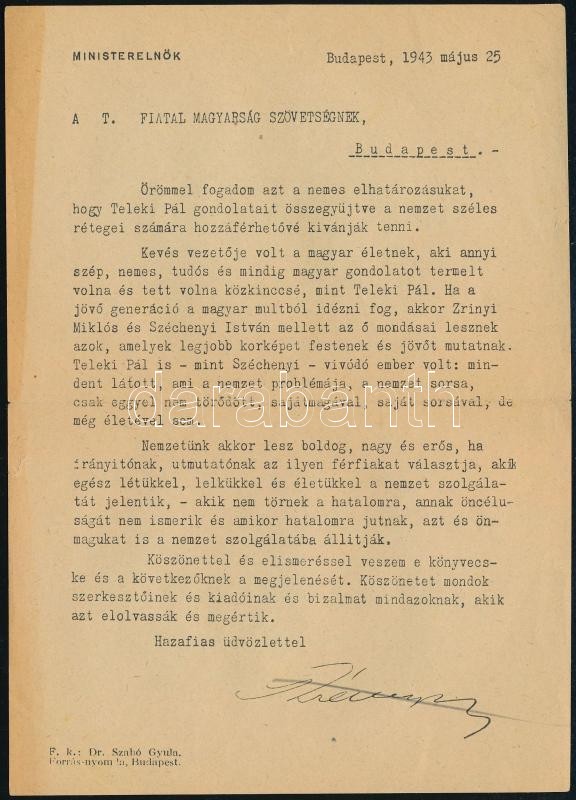 MINISTERELNÖK
Budapest, 1943 május 25
A T. FIATAL MAGYARSÁG SZÖVETSÉGNEK,
Budapest.-
Örömmel fogadom azt a nemes elhatározásukat,
hogy Teleki Pál gondolatait összegyüjtve a nemzet széles
rétegei számára hozzáférhetővé kivánják tenni.
Kevés vezetője volt a magyar életnek, aki annyi
szép, nemes, tudós és mindig magyar gondolatot termelt
volna és tett volna közkinccsé, mint Teleki Pál. Ha a
jövő generáció a magyar multból idézni fog, akkor Zrinyi
Miklós és Széchenyi István mellett az ő mondásai lesznek
azok, amelyek legjobb korképet festenek és jövőt mutatnak.
Teleki Pál is - mint Széchenyi - vivódó ember volt: min-
dent látott, ami a nemzet problémája, a nemzet sorsa,
csak eggyel nem törődött, sajátmagával, saját sorsával, de
még életével sem.
Nemzetünk akkor lesz boldog, nagy és erős, ha
irányitónak, utmutatónak az ilyen férfiakat választja, akik
egész létükkel, lelkükkel és életükkel a nemzet szolgála-
tát jelentik, - akik nem törnek a hatalomra, annak öncélu-
ságát nem ismerik és amikor hatalomra jutnak, azt és ön-
magukat is a nemzet szolgálatába állitják.
Köszönettel és elismeréssel veszem e könyvecs-
ke és a következőknek a megjelenését. Köszönetet mondok
szerkesztőinek és kiadóinak és bizalmat mindazoknak, akik
azt elolvassák és megértik.
Hazafias üdvözlettel
F. k.: Dr. Szabó Gyula.
Forrás-nyomda, Budapest.
darabanth